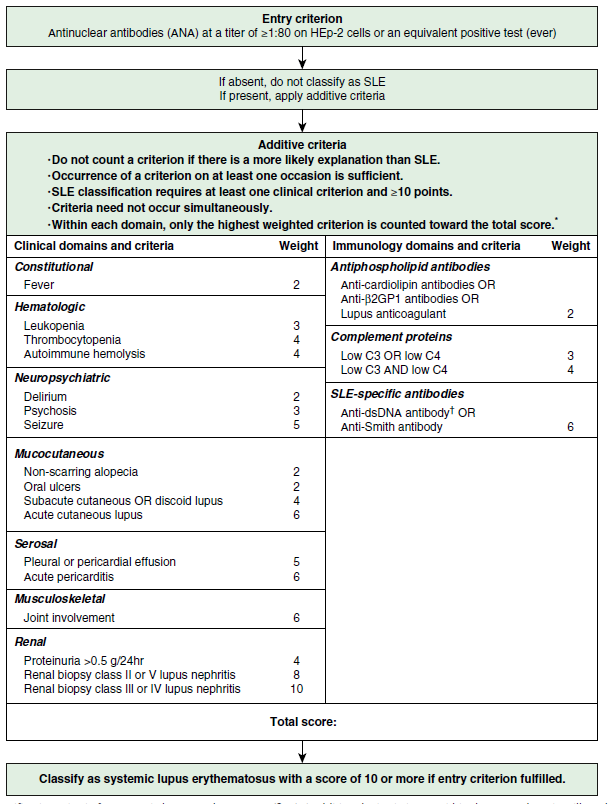 Entry criterion
Antinuclear antibodies (ANA) at a titer of ≥1:80 on HEp-2 cells or an equivalent positive test (ever)
If absent, do not classify as SLE
If present, apply additive criteria
Additive criteria
·Do not count a criterion if there is a more likely explanation than SLE.
·Occurrence of a criterion on at least one occasion is sufficient.
·SLE classification requires at least one clinical criterion and ≥10 points.
·Criteria need not occur simultaneously.
·Within each domain, only the highest weighted criterion is counted toward the total score.*
Clinical domains and criteria Weight
Constitutional
Fever 2
Hematologic
Leukopenia 3
Thrombocytopenia 4
Autoimmune hemolysis 4
Neuropsychiatric
Delirium 2
Psychosis 3
Seizure 5
Mucocutaneous
Non-scarring alopecia 2
Oral ulcers 2
Subacute cutaneous OR discoid lupus 4
Acute cutaneous lupus 6
Serosal
Pleural or pericardial effusion 5
Acute pericarditis 6
Musculoskeletal
Joint involvement 6
Renal
Proteinuria >0.5 g/24hr 4
Renal biopsy class II or V lupus nephritis 8
Renal biopsy class III or IV lupus nephritis 10
Immunology domains and criteria Weight
Antiphospholipid antibodies
Anti-cardiolipin antibodies OR
Anti-β2GP1 antibodies OR
Lupus anticoagulant 2
Complement proteins
Low C3 OR low C4 3
Low C3 AND low C4 4
SLE-specific antibodies
Anti-dsDNA antibody† OR
Anti-Smith antibody 6
Total score:
Classify as systemic lupus erythematosus with a score of 10 or more if entry criterion fulfilled.